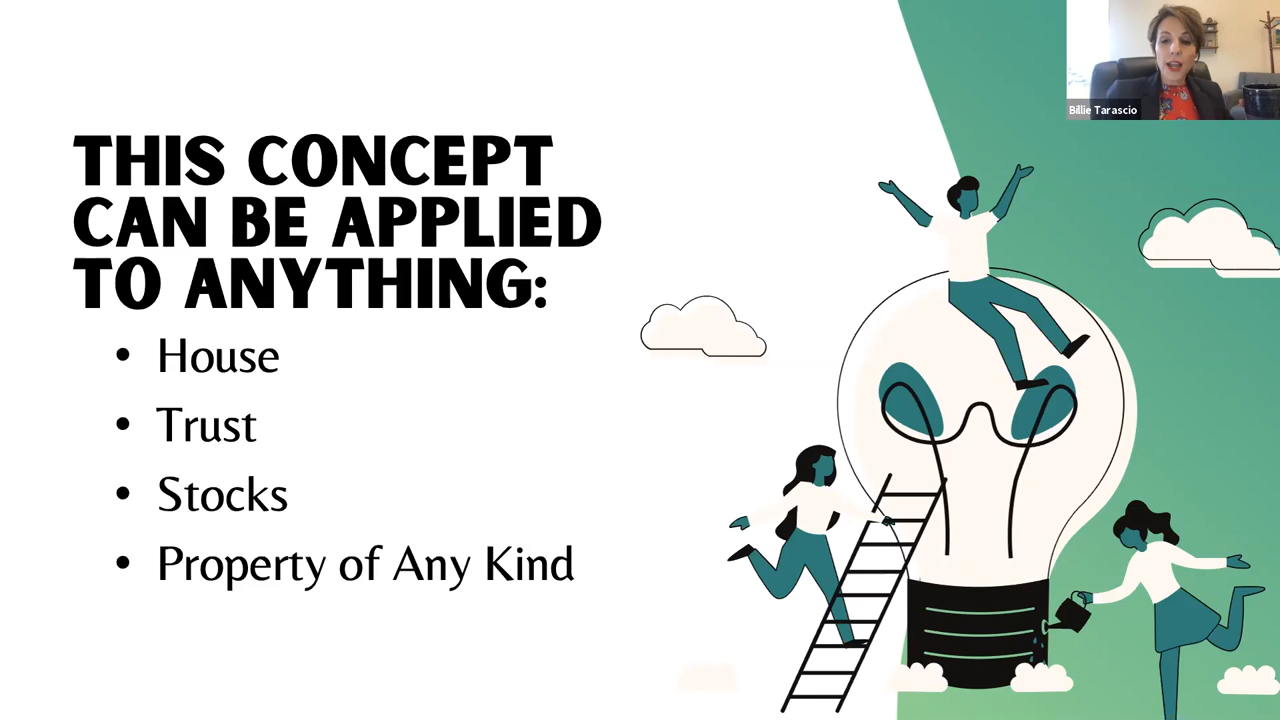 THIS CONCEPT
CAN BE APPLIED
TO ANYTHING:
• House
• Trust
• Stocks
• Property of Any Kind
Billie Tarascio